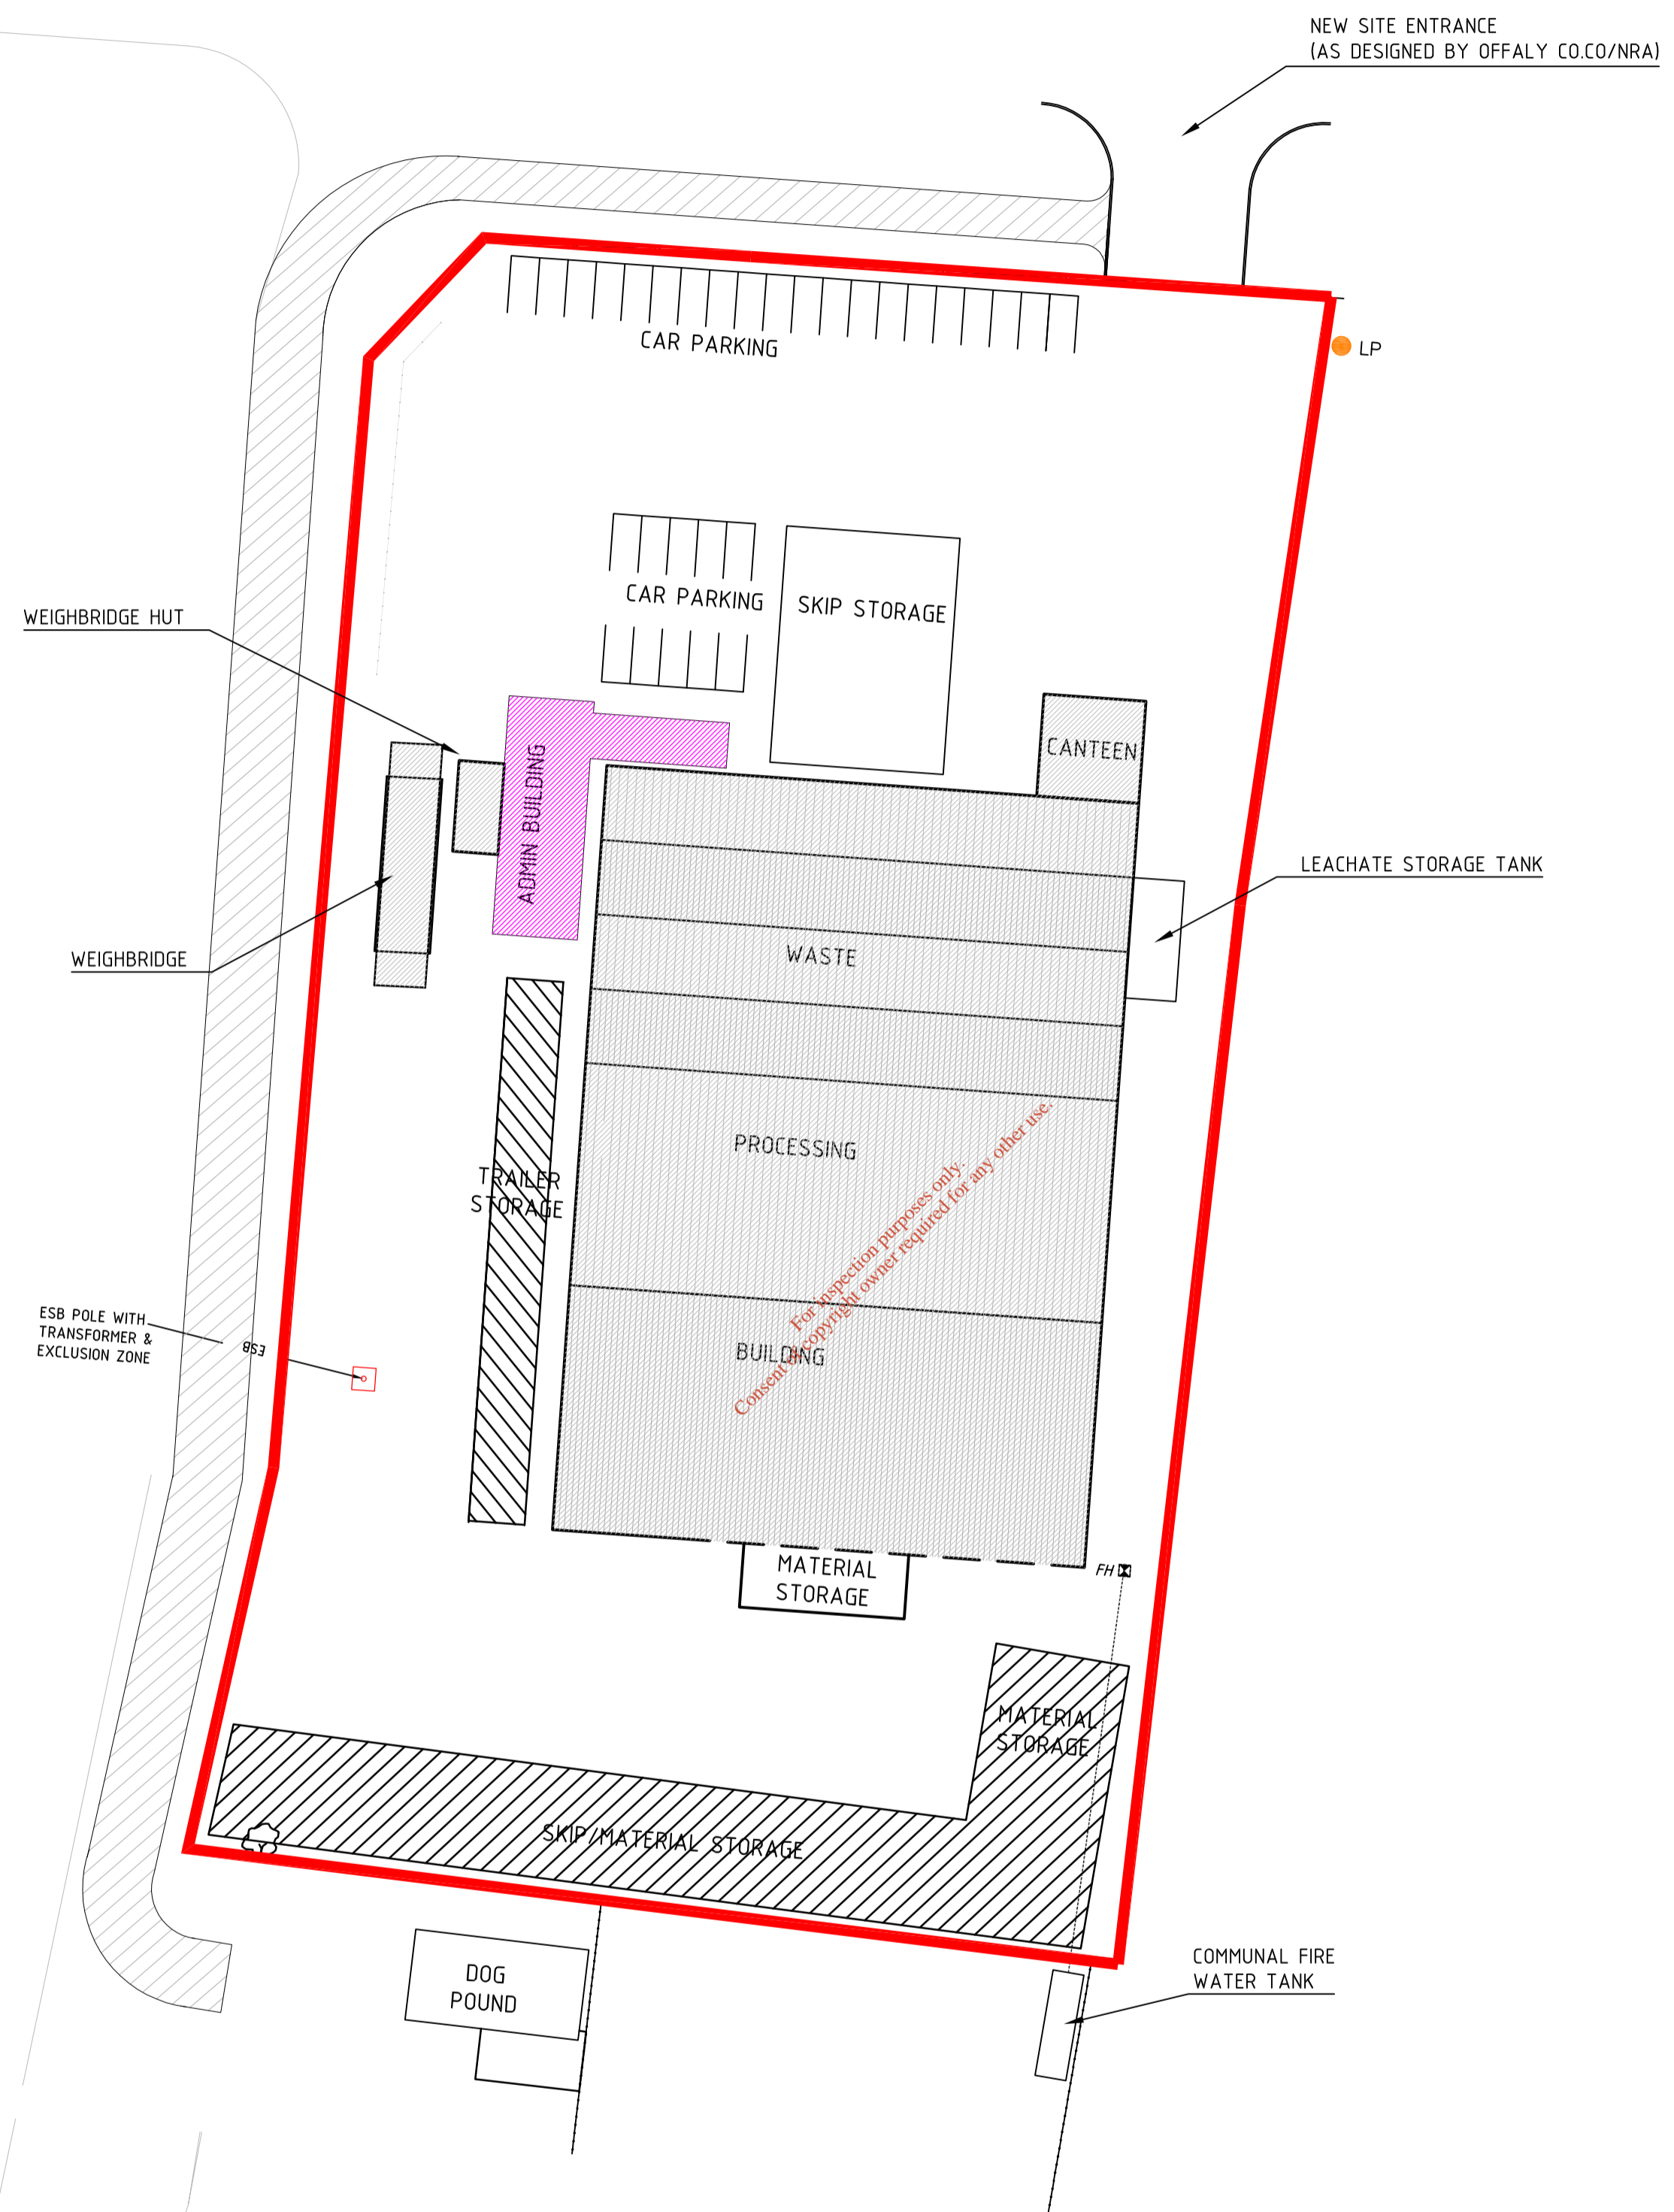 NEW SITE ENTRANCE
(AS DESIGNED BY OFFALY CO.CO/NRA)
CAR PARKING
LP
CAR PARKING
SKIP STORAGE
WEIGHBRIDGE HUT
CANTEEN
ADMIN BUILDING
LEACHATE STORAGE TANK
WEIGHBRIDGE
WASTE
PROCESSING
BUILDING
TRAILER
STORAGE
For inspection purposes only.
Consent of copyright owner required for any other use.
ESB POLE WITH
TRANSFORMER &
EXCLUSION ZONE
ESB
MATERIAL
STORAGE
FH
MATERIAL
STORAGE
SKIP/MATERIAL STORAGE
DOG
POUND
COMMUNAL FIRE
WATER TANK